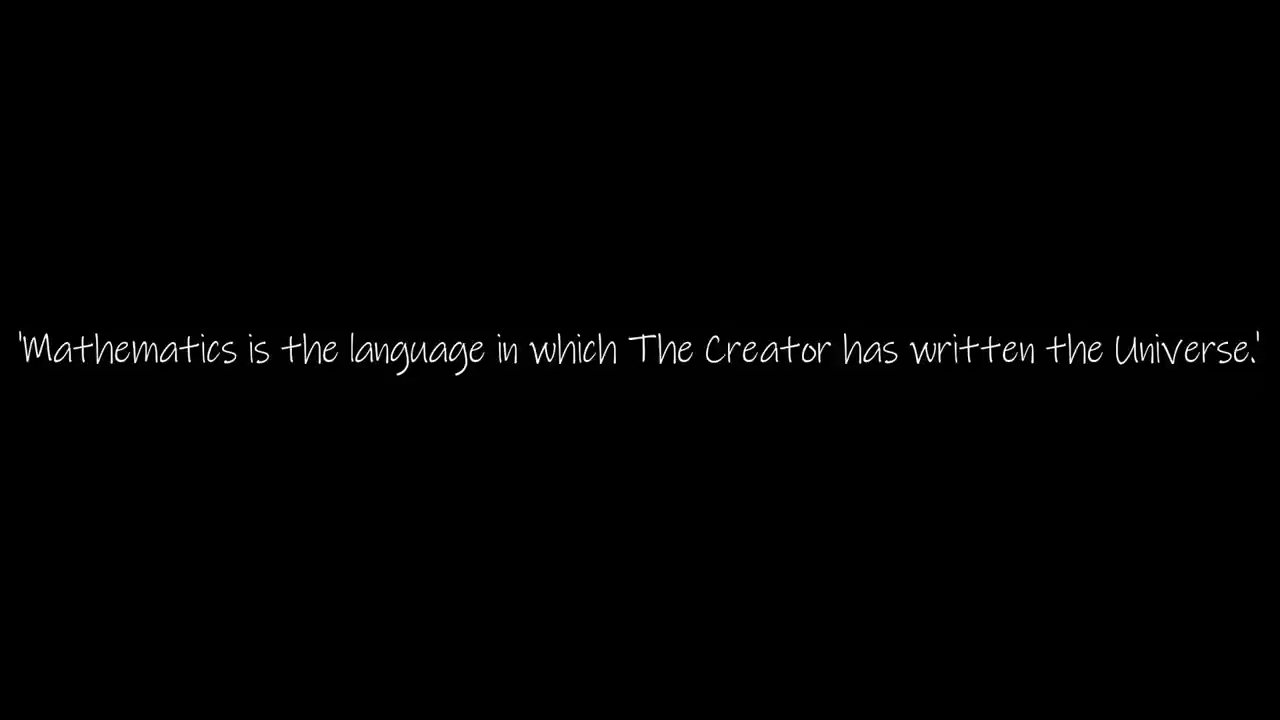 'Mathematics is the language in which The Creator has written the Universe.'